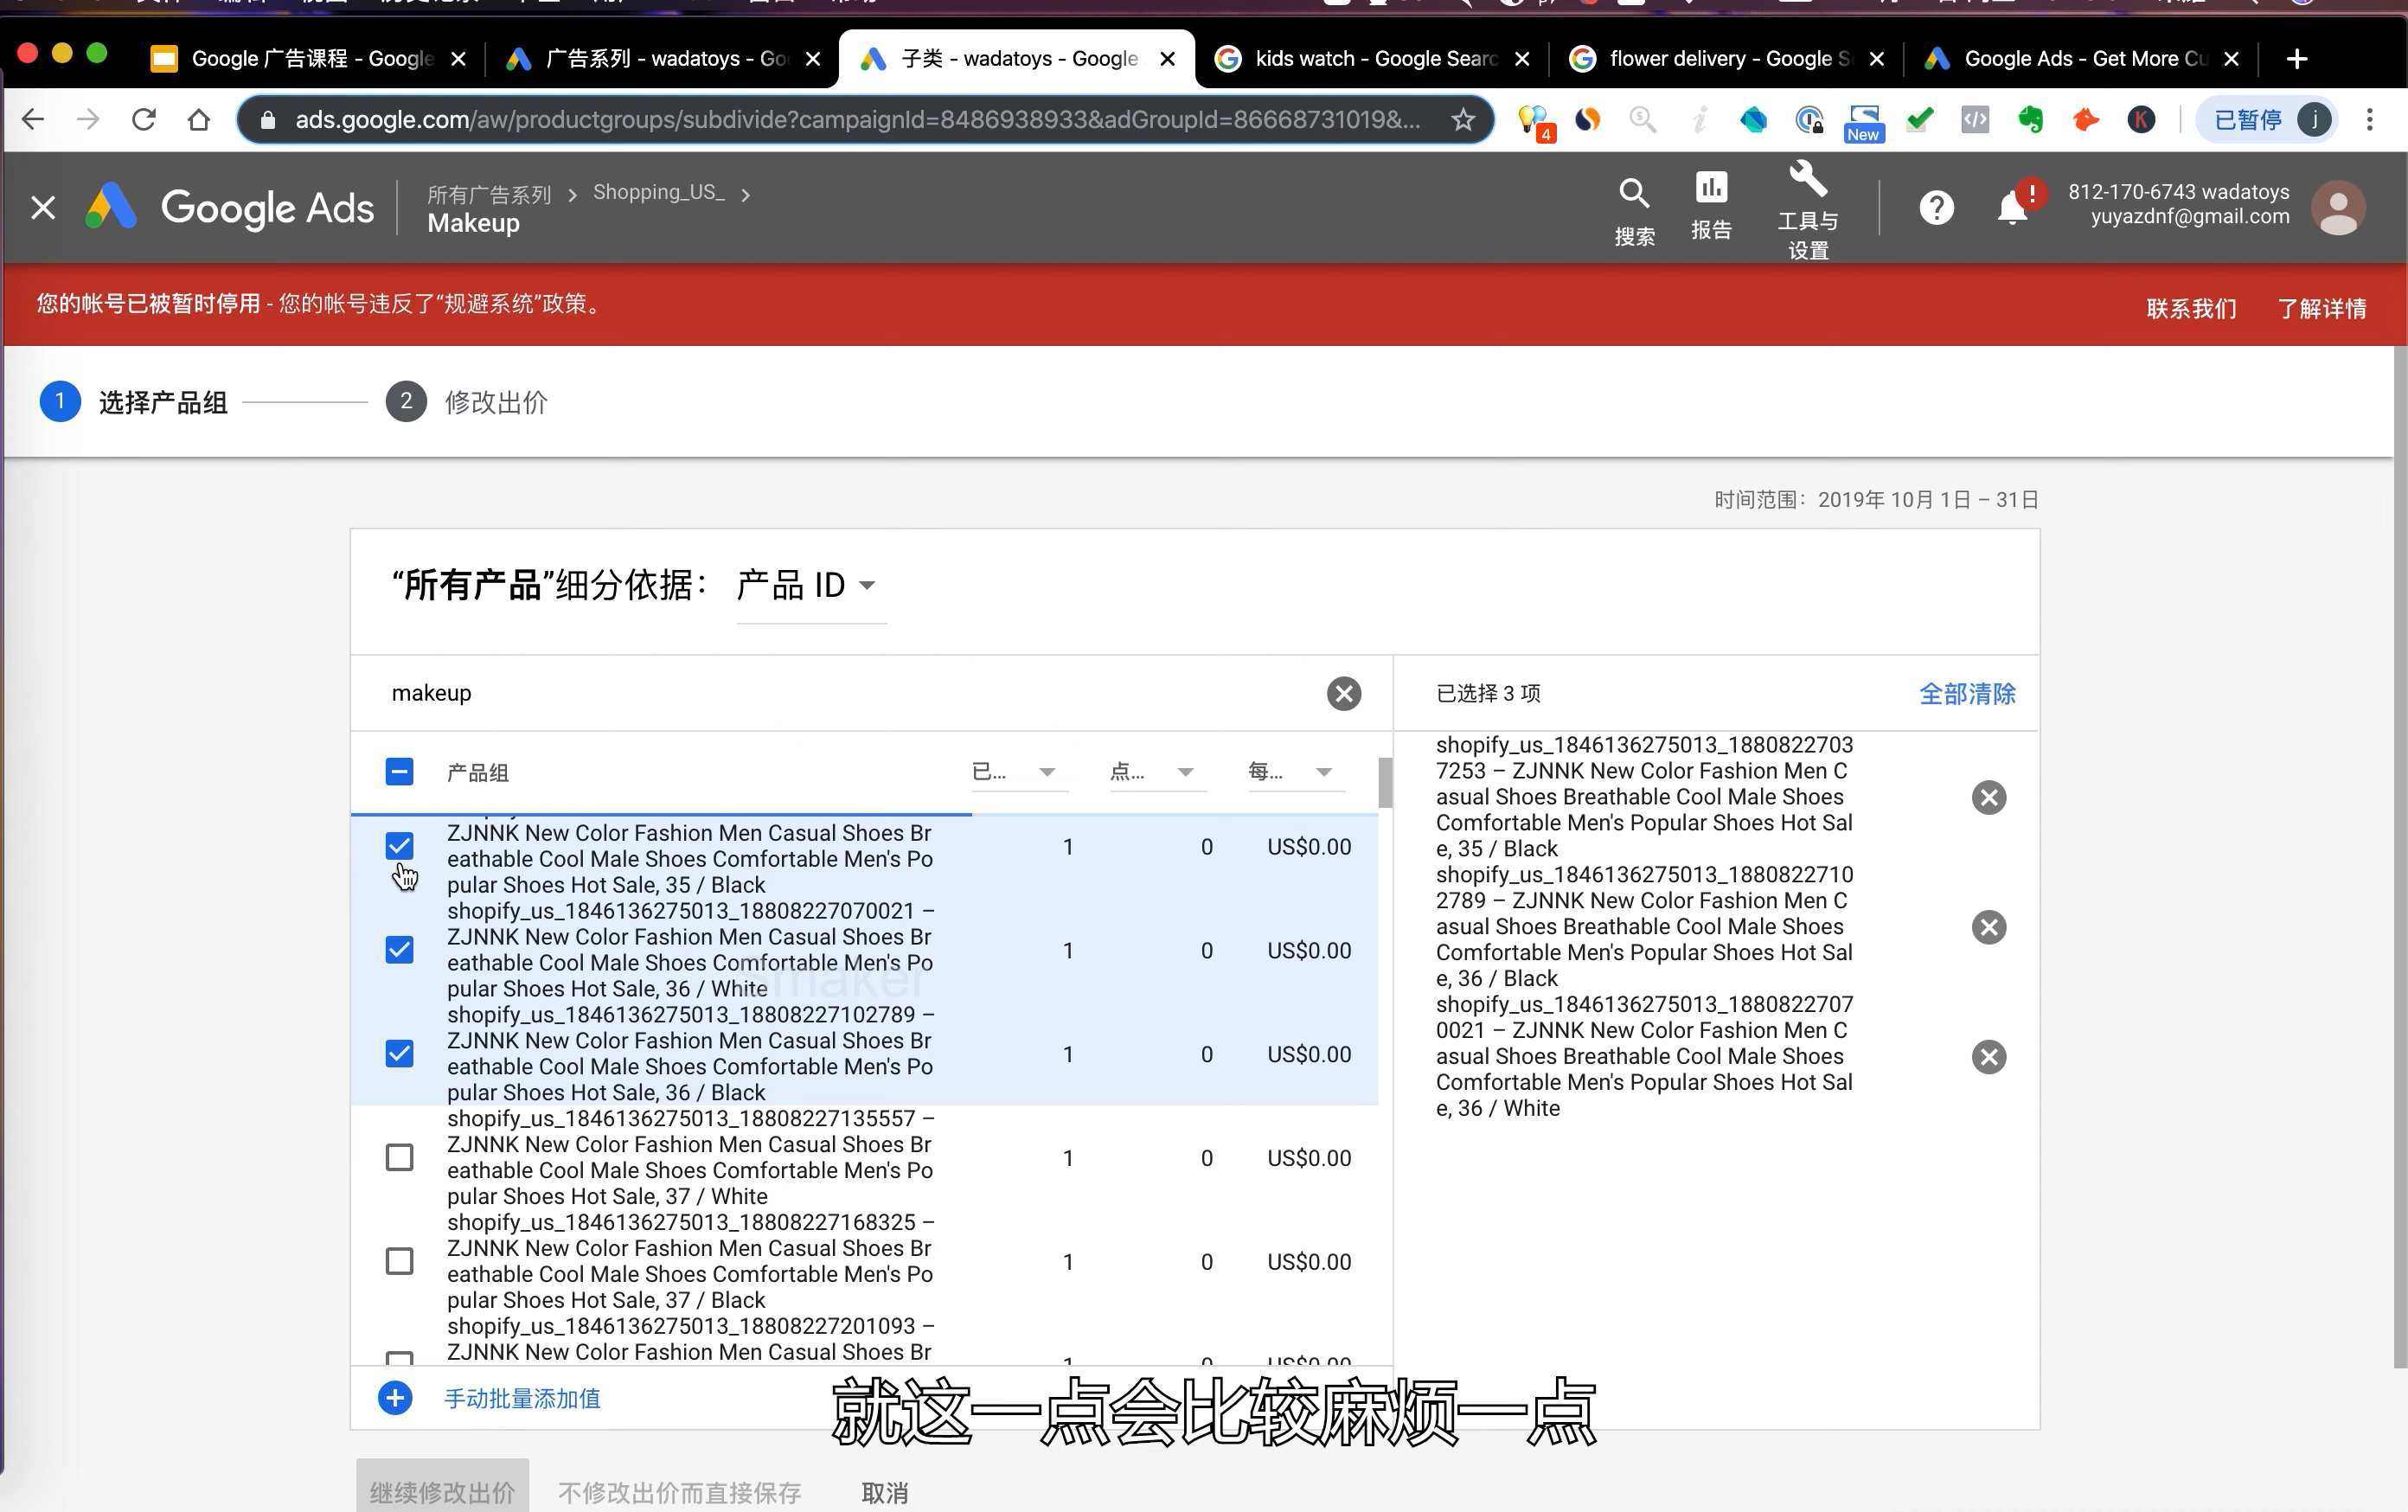 Google 广告课程 - Google
广告系列 - wadatoys - Go
子类 - wadatoys - Google
kids watch - Google Searc
flower delivery - Google S
Google Ads - Get More Cu
ads.google.com/aw/productgroups/subdivide?campaignId=8486938933&adGroupId=86668731019&...
4
New
K
已暂停
j
Google Ads
所有广告系列 > Shopping_US_ >
Makeup
搜索
报告
工具与
设置
812-170-6743 wadatoys
yuyazdnf@gmail.com
您的帐号已被暂时停用 - 您的帐号违反了“规避系统”政策。
联系我们
了解详情
1
选择产品组
2
修改出价
时间范围：2019年 10月 1日 – 31日
“所有产品”细分依据：
产品 ID
makeup
已选择 3 项
全部清除
产品组
已...
点...
每...
ZJNNK New Color Fashion Men Casual Shoes Br
eathable Cool Male Shoes Comfortable Men's Po
pular Shoes Hot Sale, 35 / Black
1 0 US$0.00
shopify_us_1846136275013_18808227070021 –
ZJNNK New Color Fashion Men Casual Shoes Br
eathable Cool Male Shoes Comfortable Men's Po
pular Shoes Hot Sale, 36 / White
1 0 US$0.00
shopify_us_1846136275013_18808227102789 –
ZJNNK New Color Fashion Men Casual Shoes Br
eathable Cool Male Shoes Comfortable Men's Po
pular Shoes Hot Sale, 36 / Black
1 0 US$0.00
shopify_us_1846136275013_18808227135557 –
ZJNNK New Color Fashion Men Casual Shoes Br
eathable Cool Male Shoes Comfortable Men's Po
pular Shoes Hot Sale, 37 / White
1 0 US$0.00
shopify_us_1846136275013_18808227168325 –
ZJNNK New Color Fashion Men Casual Shoes Br
eathable Cool Male Shoes Comfortable Men's Po
pular Shoes Hot Sale, 37 / Black
1 0 US$0.00
shopify_us_1846136275013_18808227201093 –
ZJNNK New Color Fashion Men Casual Shoes Br
1 0 US$0.00
Smaker
shopify_us_1846136275013_1880822703
7253 – ZJNNK New Color Fashion Men C
asual Shoes Breathable Cool Male Shoes
Comfortable Men's Popular Shoes Hot Sal
e, 35 / Black
shopify_us_1846136275013_1880822710
2789 – ZJNNK New Color Fashion Men C
asual Shoes Breathable Cool Male Shoes
Comfortable Men's Popular Shoes Hot Sal
e, 36 / Black
shopify_us_1846136275013_1880822707
0021 – ZJNNK New Color Fashion Men C
asual Shoes Breathable Cool Male Shoes
Comfortable Men's Popular Shoes Hot Sal
e, 36 / White
手动批量添加值
就这一点会比较麻烦一点
继续修改出价
不修改出价而直接保存
取消